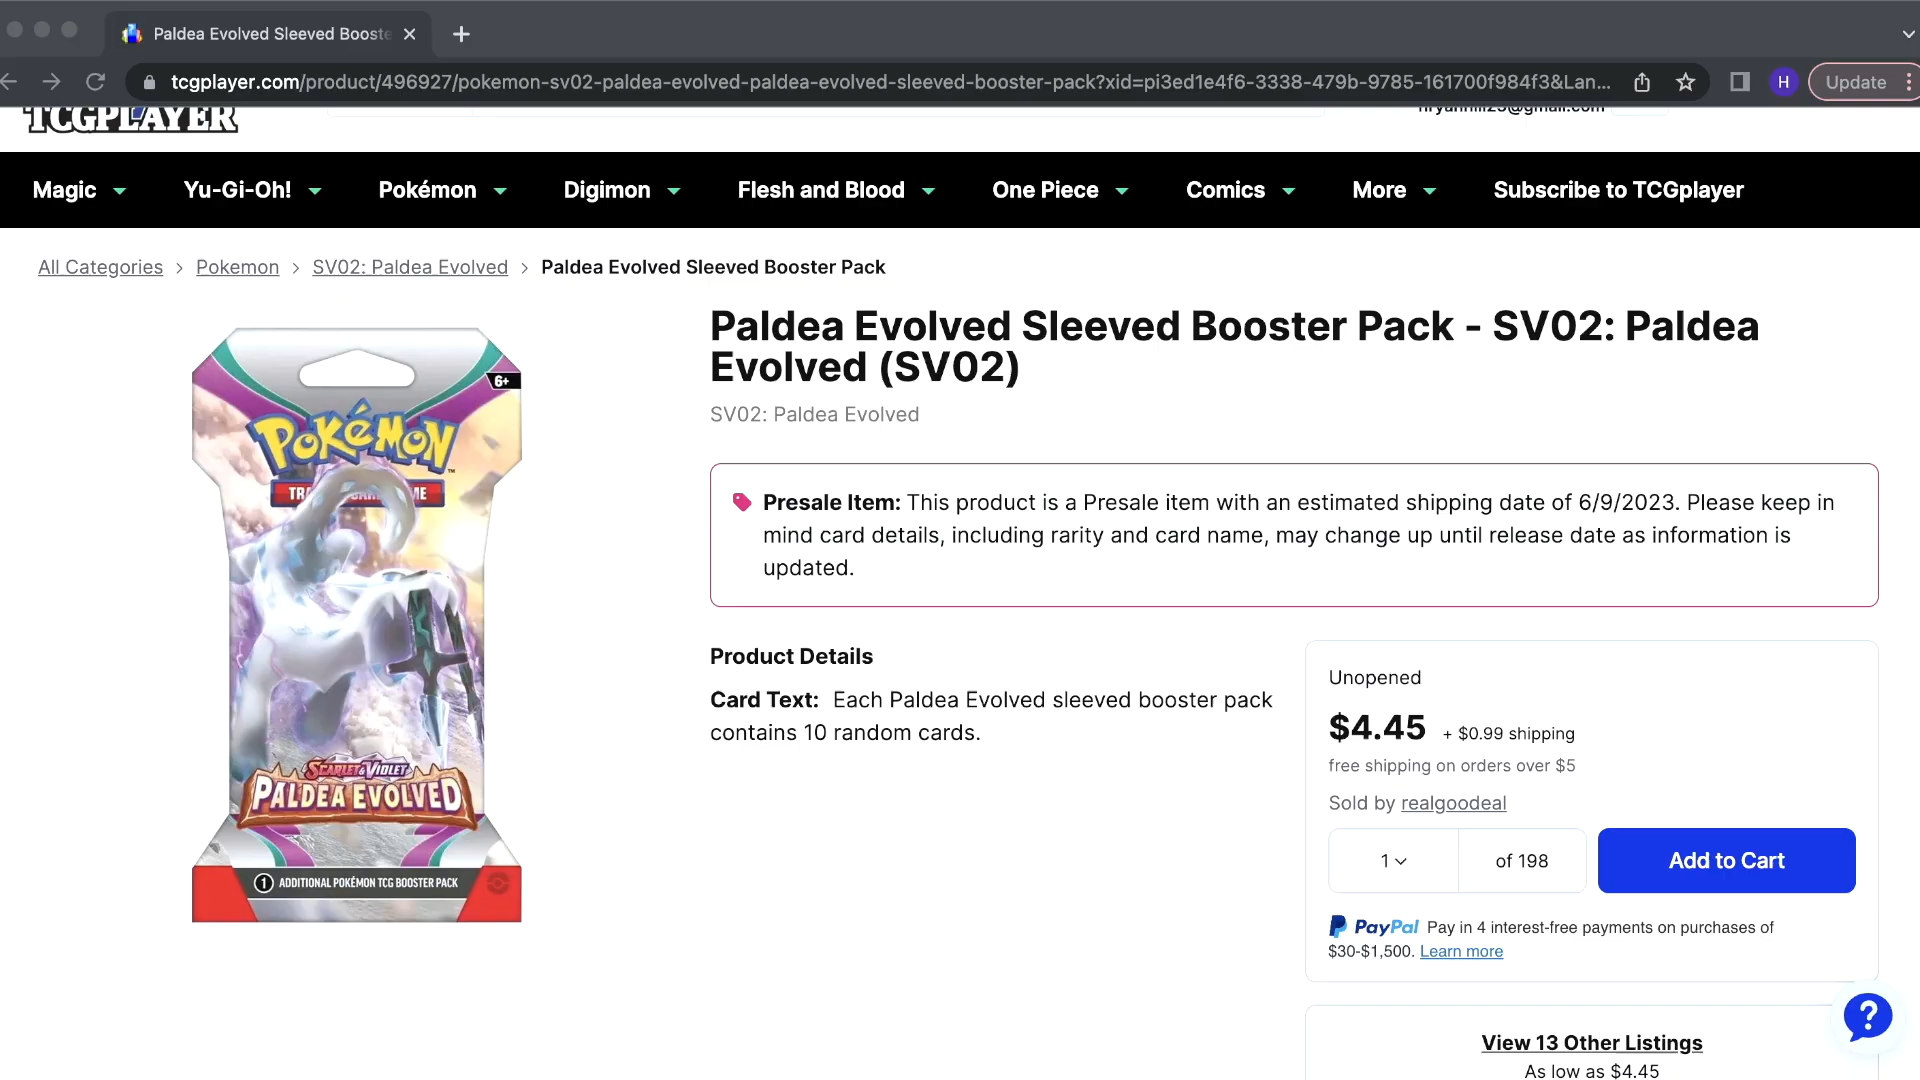 Paldea Evolved Sleeved Booste
tcgplayer.com/product/496927/pokemon-sv02-paldea-evolved-paldea-evolved-sleeved-booster-pack?xid=pi3ed1e4f6-3338-479b-9785-161700f984f3&Lan...
H
Update
TCGPLAYER
Magic
Yu-Gi-Oh!
Pokémon
Digimon
Flesh and Blood
One Piece
Comics
More
Subscribe to TCGplayer
All Categories > Pokemon > SV02: Paldea Evolved > Paldea Evolved Sleeved Booster Pack
6+
POKéMON
SCARLET & VIOLET
PALDEA EVOLVED
1 ADDITIONAL POKÉMON TCG BOOSTER PACK
Paldea Evolved Sleeved Booster Pack - SV02: Paldea
Evolved (SV02)
SV02: Paldea Evolved
Presale Item: This product is a Presale item with an estimated shipping date of 6/9/2023. Please keep in
mind card details, including rarity and card name, may change up until release date as information is
updated.
Product Details
Card Text: Each Paldea Evolved sleeved booster pack
contains 10 random cards.
Unopened
$4.45 + $0.99 shipping
free shipping on orders over $5
Sold by realgoodeal
1 of 198
Add to Cart
PayPal Pay in 4 interest-free payments on purchases of
$30-$1,500. Learn more
View 13 Other Listings
As low as $4.45
?